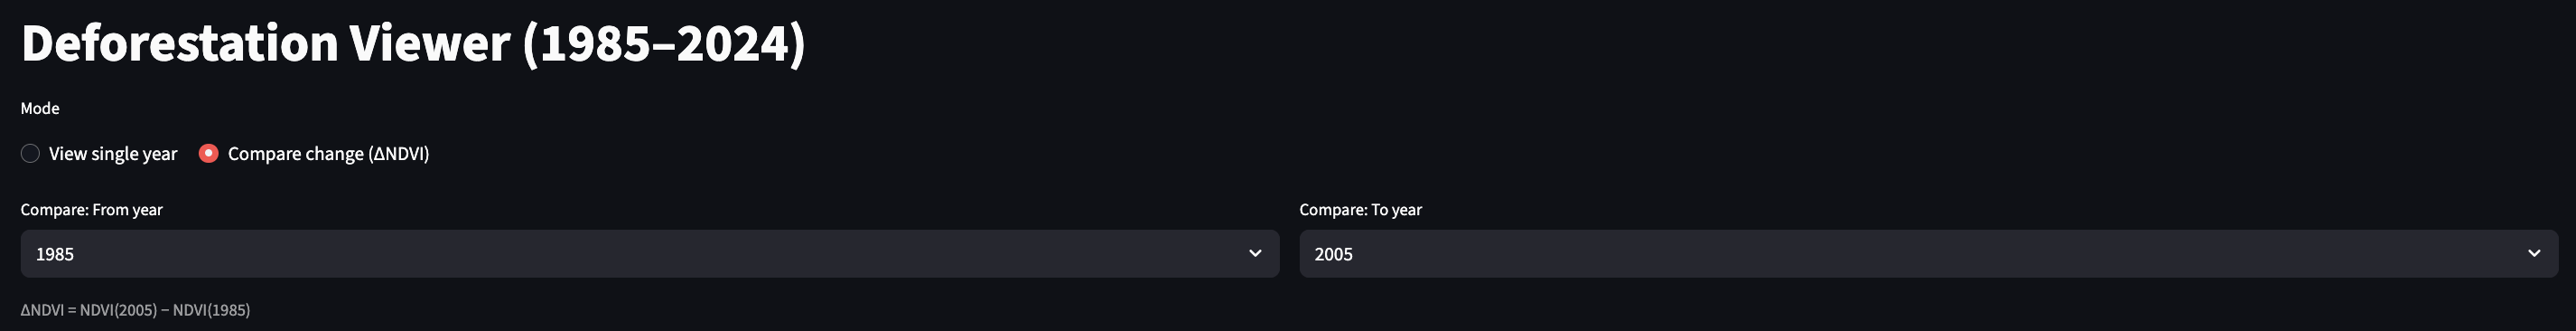 Deforestation Viewer (1985–2024)
Mode
View single year Compare change (ΔNDVI)
Compare: From year Compare: To year
1985 2005
ΔNDVI = NDVI(2005) − NDVI(1985)